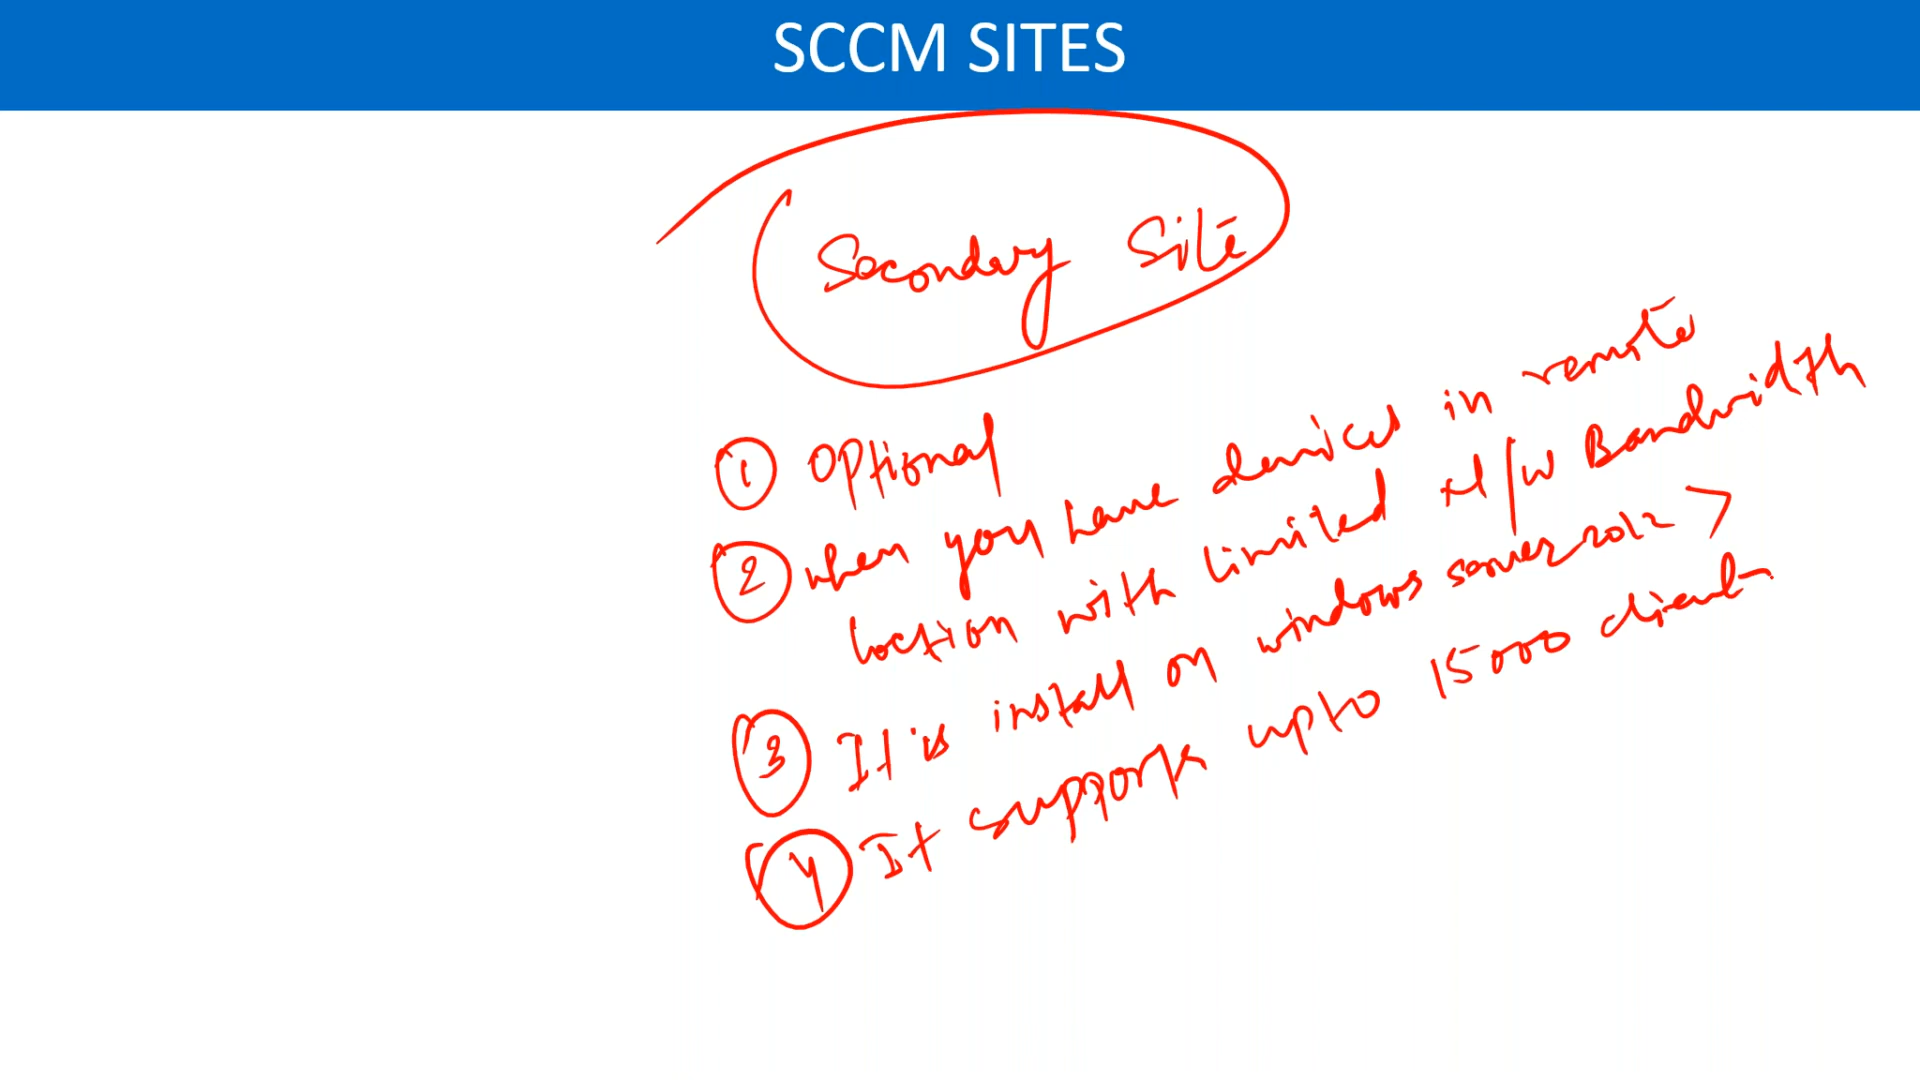 SCCM SITES
Secondary Site
1 Optional
2 when you have devices in remote
loction with limited N/W Bandwidth
3 It is install on windows server 2012 >
4 It supports upto 15000 client